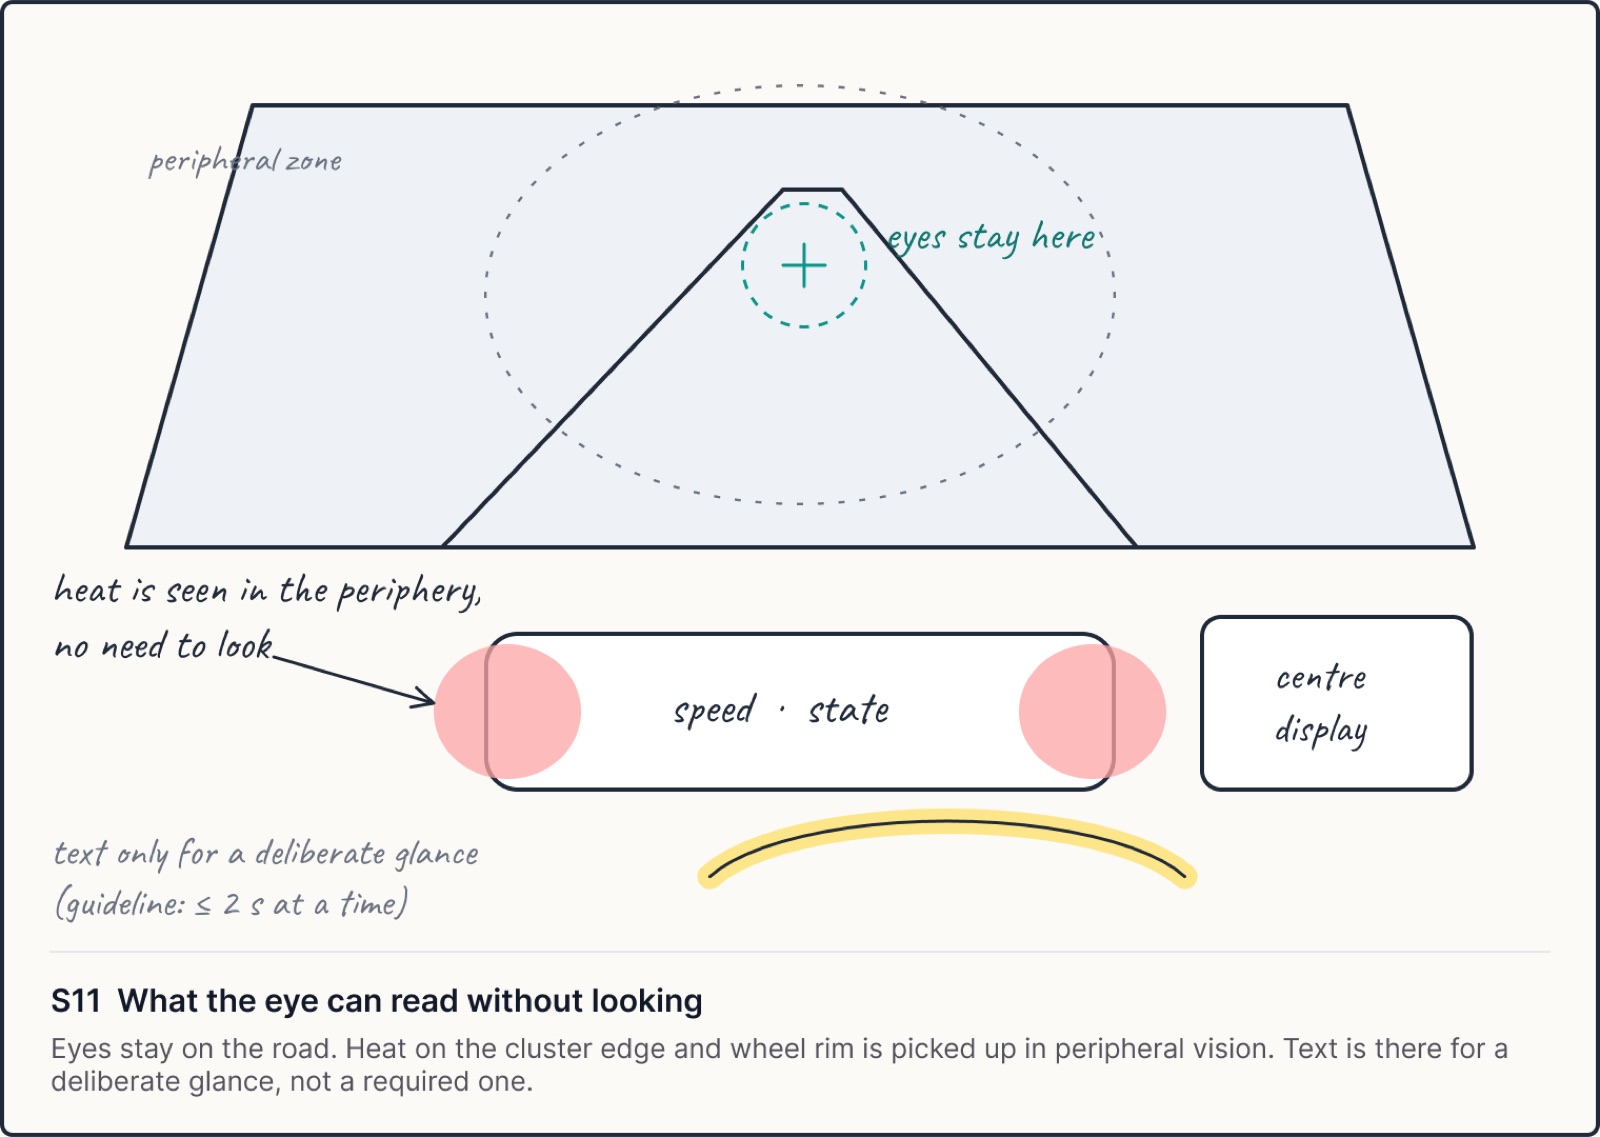 peripheral zone
eyes stay here
heat is seen in the periphery,
no need to look
speed · state
centre
display
text only for a deliberate glance
(guideline: ≤ 2 s at a time)
S11 What the eye can read without looking
Eyes stay on the road. Heat on the cluster edge and wheel rim is picked up in peripheral vision. Text is there for a
deliberate glance, not a required one.